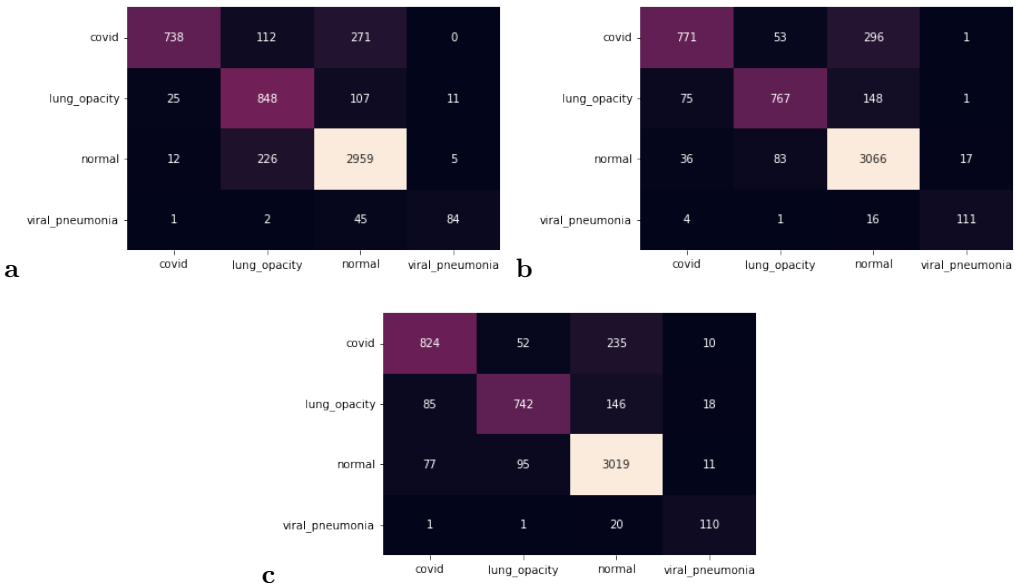 covid 738 112 271 0
lung_opacity 25 848 107 11
normal 12 226 2959 5
viral_pneumonia 1 2 45 84
covid lung_opacity normal viral_pneumonia
a
covid 771 53 296 1
lung_opacity 75 767 148 1
normal 36 83 3066 17
viral_pneumonia 4 1 16 111
covid lung_opacity normal viral_pneumonia
b
covid 824 52 235 10
lung_opacity 85 742 146 18
normal 77 95 3019 11
viral_pneumonia 1 1 20 110
covid lung_opacity normal viral_pneumonia
c